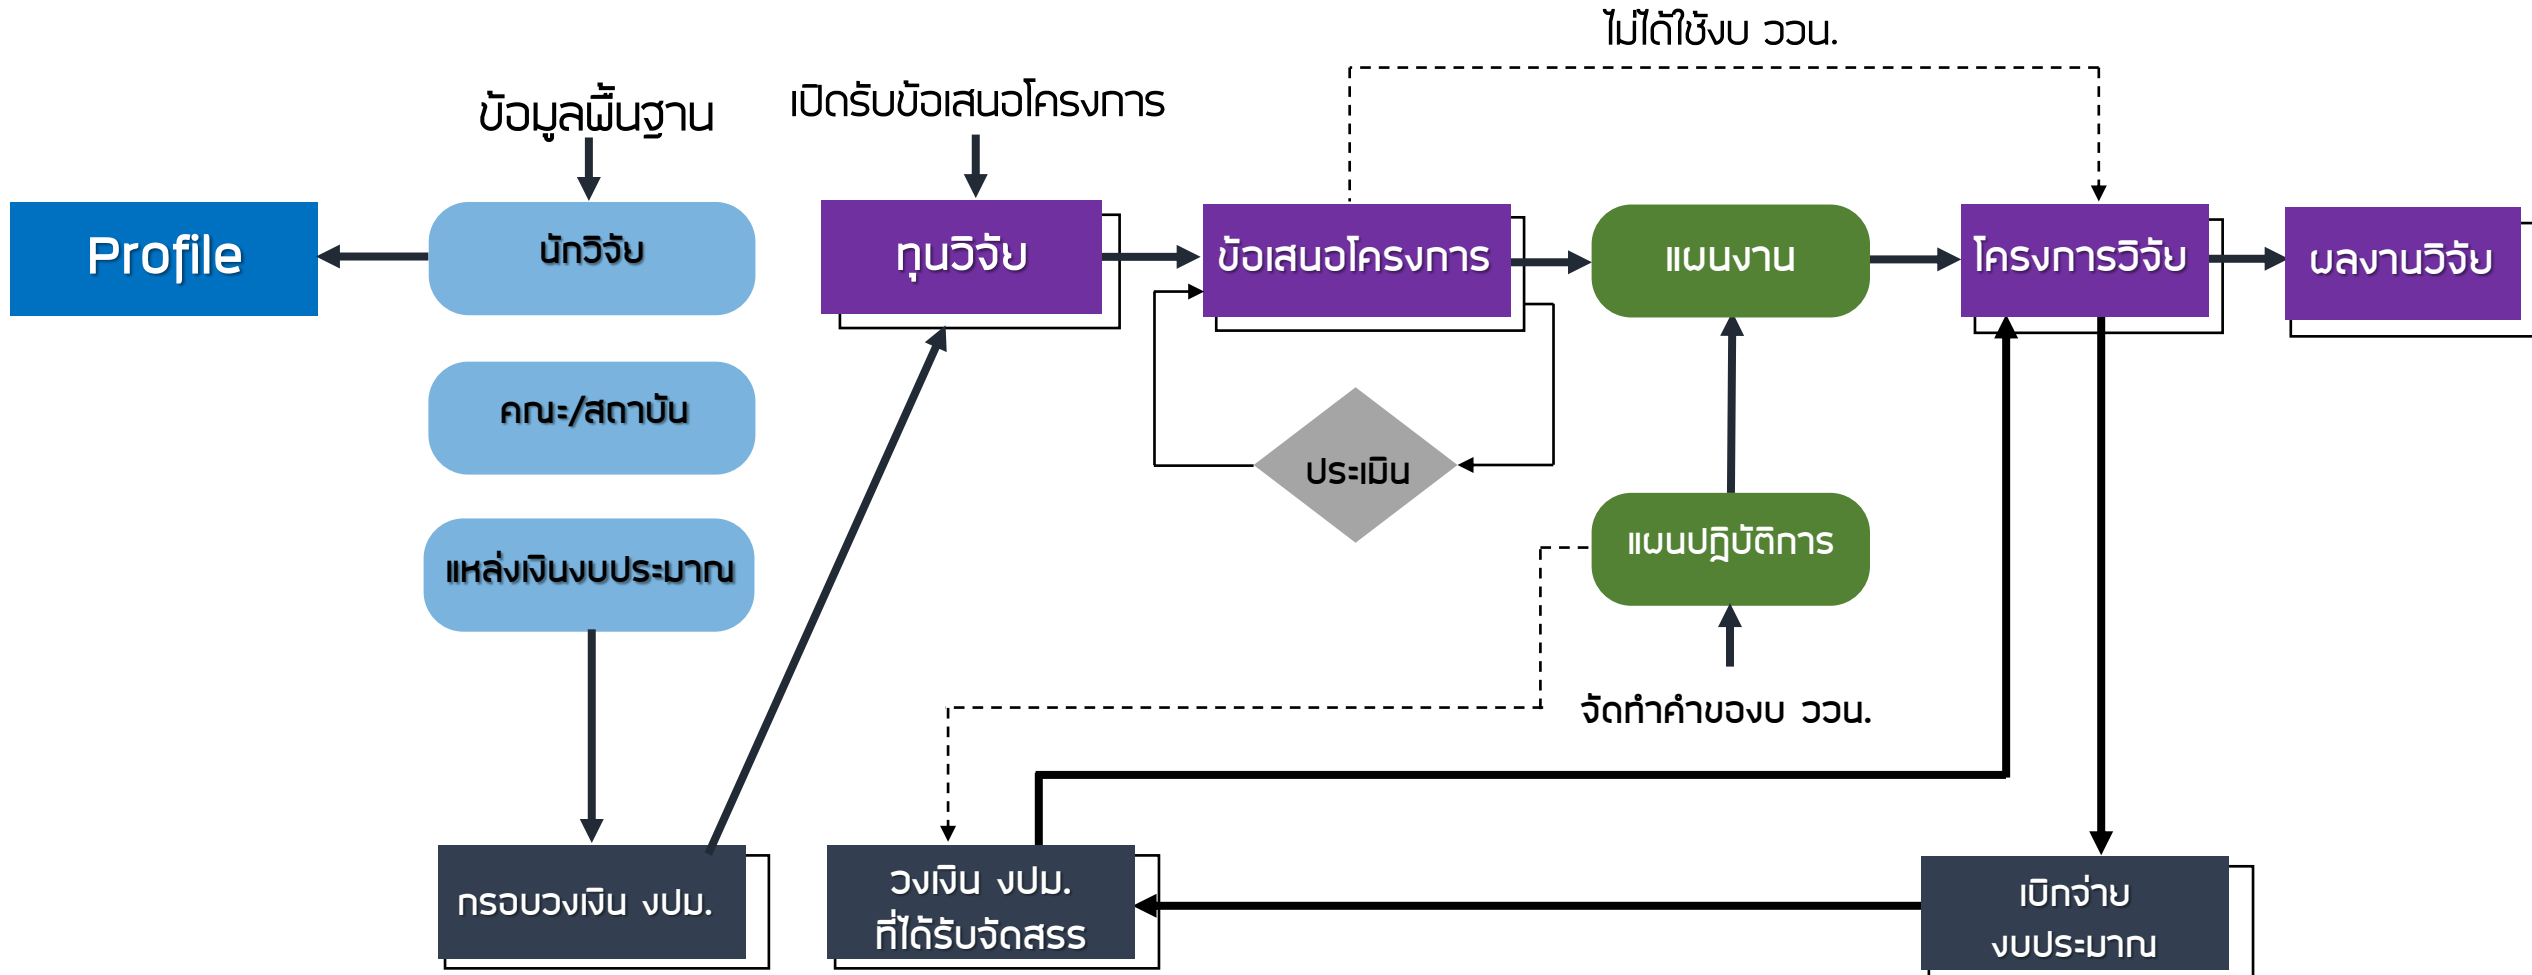 ไม่ได้ใช้งบ ววน.
ข้อมูลพื้นฐาน
เปิดรับข้อเสนอโครงการ
Profile
นักวิจัย
ทุนวิจัย
ข้อเสนอโครงการ
แผนงาน
โครงการวิจัย
ผลงานวิจัย
คณะ/สถาบัน
ประเมิน
แหล่งเงินงบประมาณ
แผนปฎิบัติการ
จัดทำคำของบ ววน.
กรอบวงเงิน งปม.
วงเงิน งปม.
ที่ได้รับจัดสรร
เบิกจ่าย
งบประมาณ